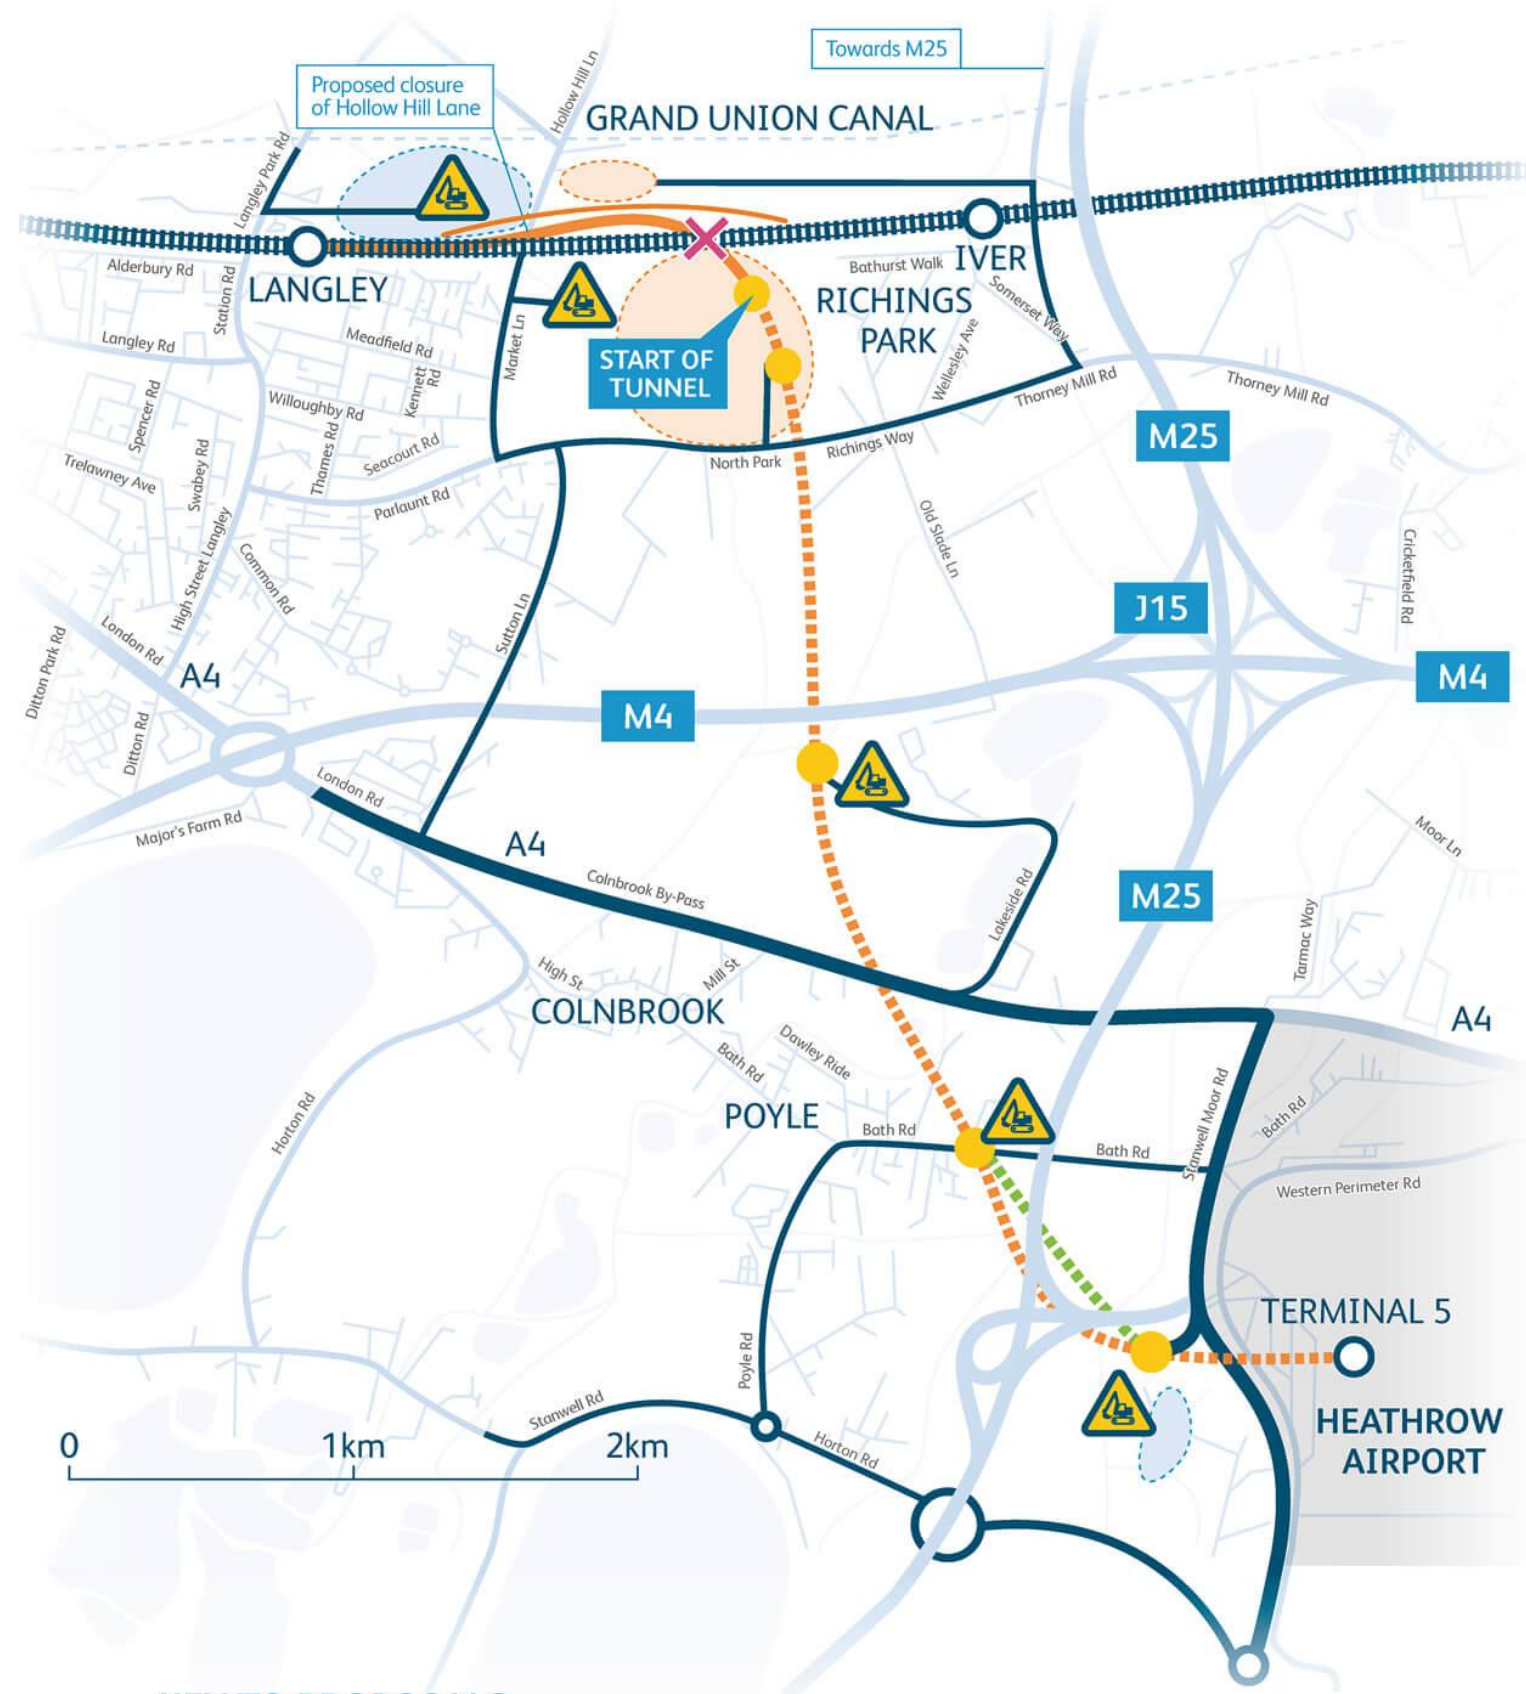 Towards M25
Proposed closure
of Hollow Hill Lane
Hollow Hill Ln
GRAND UNION CANAL
Langley Park Rd
Alderbury Rd
LANGLEY
Station Rd
Bathurst Walk
IVER
Somerset Way
RICHINGS
PARK
Langley Rd
Meadfield Rd
Market Ln
START OF
TUNNEL
Wellesley Ave
Thorney Mill Rd
Thorney Mill Rd
Spencer Rd
Willoughby Rd
Kennett
Rd
Thames Rd
Seacourt Rd
M25
Trelawney Ave
Swabey Rd
Parlaunt Rd
North Park
Richings Way
High Street Langley
Common Rd
Old Slade Ln
Cricketfield Rd
J15
London Rd
Sutton Ln
Ditton Park Rd
A4
M4
M4
Ditton Rd
London Rd
Major's Farm Rd
A4
Colnbrook By-Pass
Moor Ln
M25
Lakeside Rd
Tarmac Way
High St
Mill St
COLNBROOK
A4
Bath Rd
Dawley Ride
Horton Rd
POYLE
Bath Rd
Bath Rd
Stanwell Moor Rd
Bath Rd
Western Perimeter Rd
TERMINAL 5
Poyle Rd
Stanwell Rd
HEATHROW
AIRPORT
Horton Rd
0
1km
2km